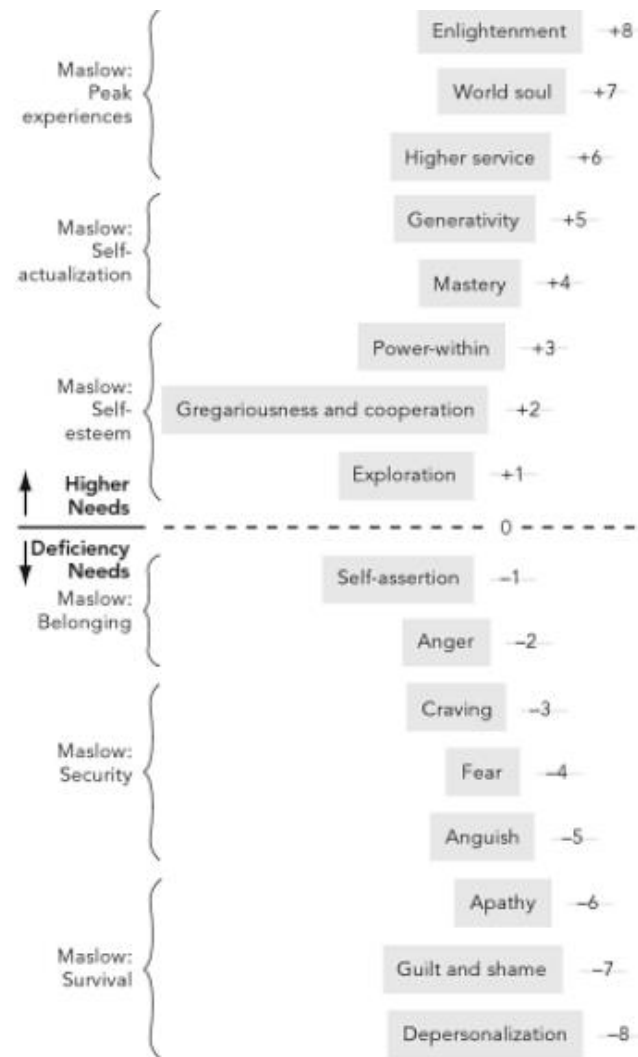 Enlightenment +8
Maslow:
Peak
experiences
World soul +7
Higher service +6
Maslow:
Self-
actualization
Generativity +5
Mastery +4
Power-within +3
Maslow:
Self-
esteem
Gregariousness and cooperation +2
Exploration +1
Higher
Needs
0
Deficiency
Needs
Self-assertion –1
Maslow:
Belonging
Anger –2
Craving –3
Maslow:
Security
Fear –4
Anguish –5
Apathy –6
Maslow:
Survival
Guilt and shame –7
Depersonalization –8